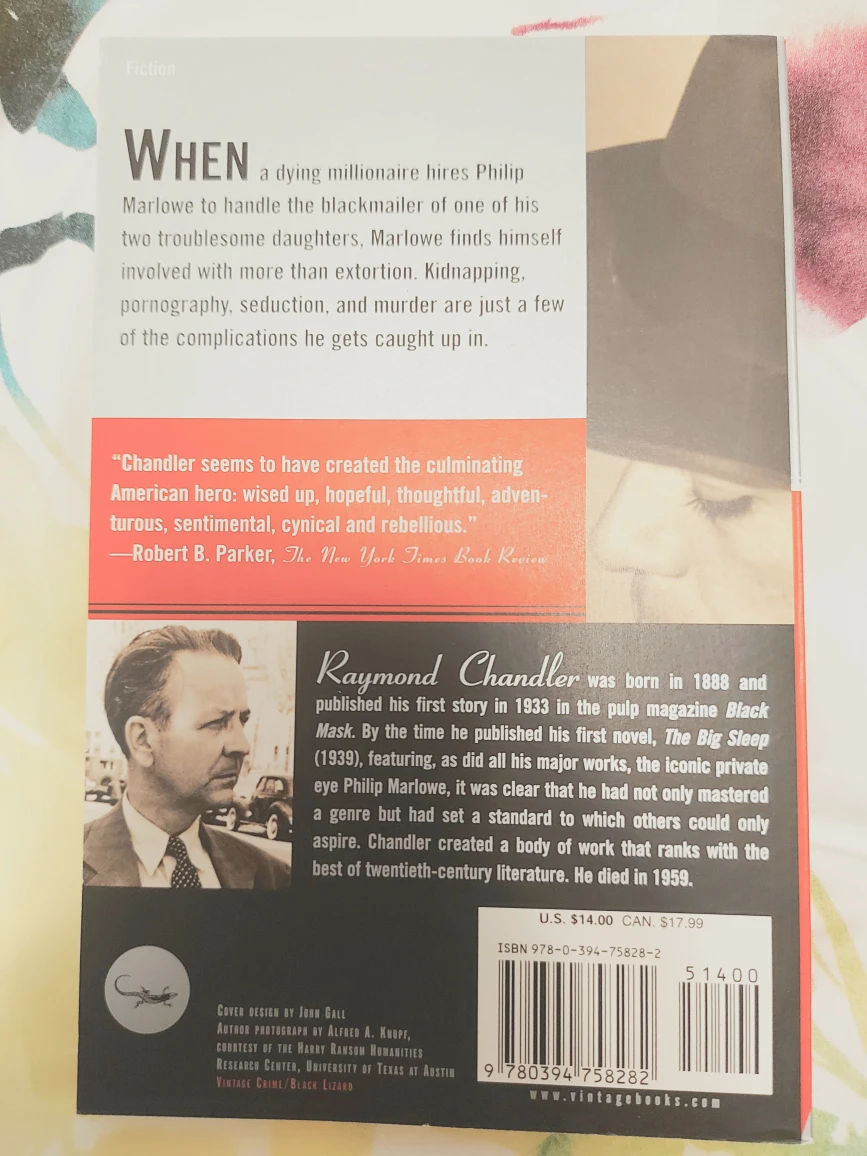 Fiction
WHEN a dying millionaire hires Philip
Marlowe to handle the blackmailer of one of his
two troublesome daughters, Marlowe finds himself
involved with more than extortion. Kidnapping,
pornography, seduction, and murder are just a few
of the complications he gets caught up in.
“Chandler seems to have created the culminating
American hero: wised up, hopeful, thoughtful, adven-
turous, sentimental, cynical and rebellious.”
—Robert B. Parker, The New York Times Book Review
Raymond Chandler was born in 1888 and
published his first story in 1933 in the pulp magazine Black
Mask. By the time he published his first novel, The Big Sleep
(1939), featuring, as did all his major works, the iconic private
eye Philip Marlowe, it was clear that he had not only mastered
a genre but had set a standard to which others could only
aspire. Chandler created a body of work that ranks with the
best of twentieth-century literature. He died in 1959.
U.S. $14.00 CAN. $17.99
ISBN 978-0-394-75828-2
51400
9 780394 758282
www.vintagebooks.com
Cover design by John Gall
Author photograph by Alfred A. Knopf,
courtesy of the Harry Ransom Humanities
Research Center, University of Texas at Austin
Vintage Crime/Black Lizard